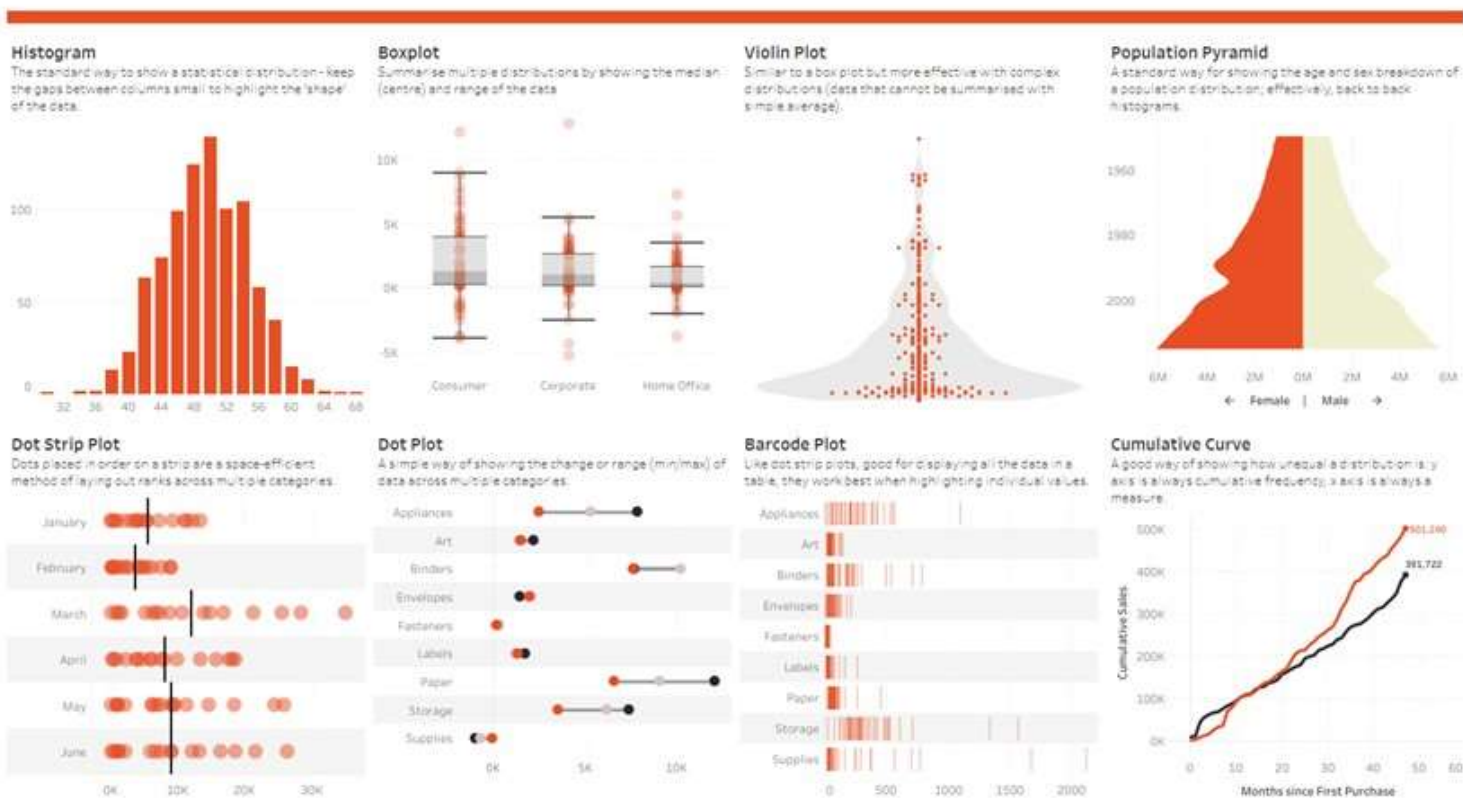 Histogram
The standard way to show a statistical distribution - keep
the gaps between columns small to highlight the 'shape'
of the data.
100
50
0
32 36 40 44 48 52 56 60 64 68
Boxplot
Summarise multiple distributions by showing the median
(centre) and range of the data
10K
5K
0K
-5K
Consumer Corporate Home Office
Violin Plot
Similar to a box plot but more effective with complex
distributions (data that cannot be summarised with
simple average).
Population Pyramid
A standard way for showing the age and sex breakdown of
a population distribution; effectively, back to back
histograms.
1960
1980
2000
6M 4M 2M 0M 2M 4M 6M
← Female | Male →
Dot Strip Plot
Dots placed in order on a strip are a space-efficient
method of laying out ranks across multiple categories.
January
February
March
April
May
June
0K 10K 20K 30K
Dot Plot
A simple way of showing the change or range (min/max) of
data across multiple categories.
Appliances
Art
Binders
Envelopes
Fasteners
Labels
Paper
Storage
Supplies
0K 5K 10K
Barcode Plot
Like dot strip plots, good for displaying all the data in a
table, they work best when highlighting individual values.
Appliances
Art
Binders
Envelopes
Fasteners
Labels
Paper
Storage
Supplies
0 500 1000 1500 2000
Cumulative Curve
A good way of showing how unequal a distribution is: y
axis is always cumulative frequency, x axis is always a
measure.
Cumulative Sales
500K
400K
300K
200K
100K
0K
391,722
0 10 20 30 40 50 60
Months since First Purchase